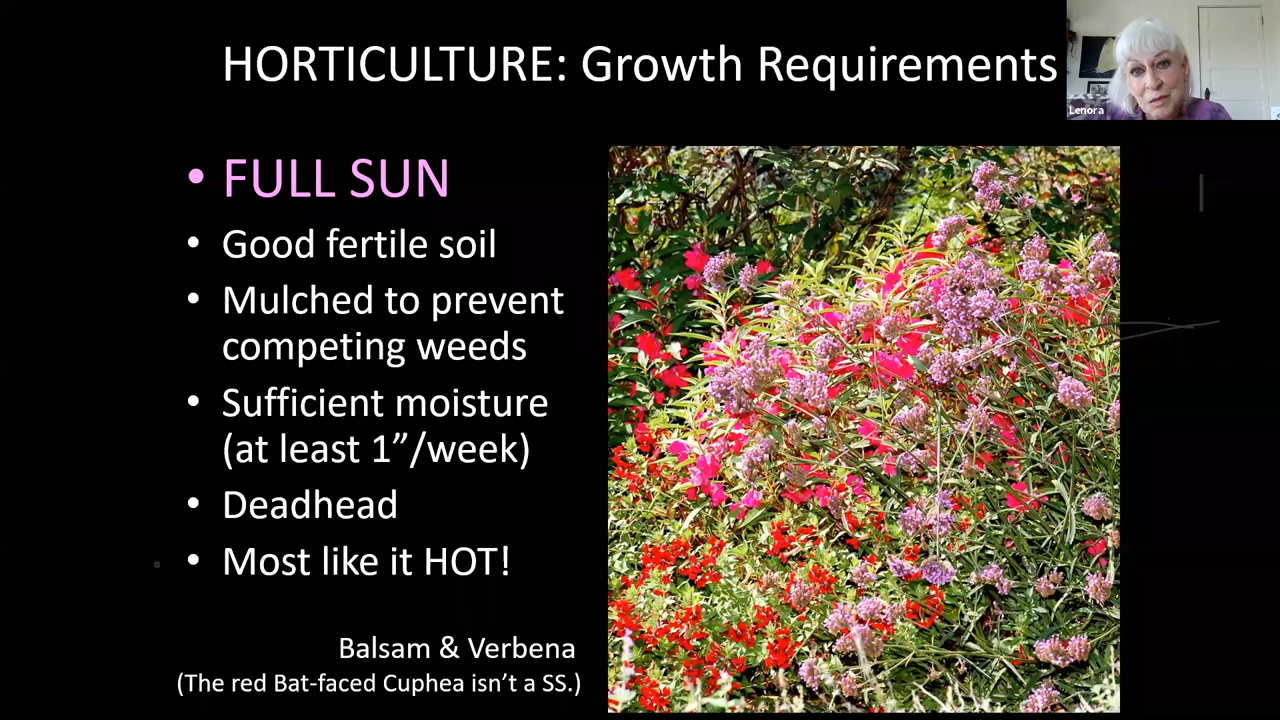 HORTICULTURE: Growth Requirements
Lenora
• FULL SUN
• Good fertile soil
• Mulched to prevent
competing weeds
• Sufficient moisture
(at least 1”/week)
• Deadhead
• Most like it HOT!
Balsam & Verbena
(The red Bat-faced Cuphea isn’t a SS.)